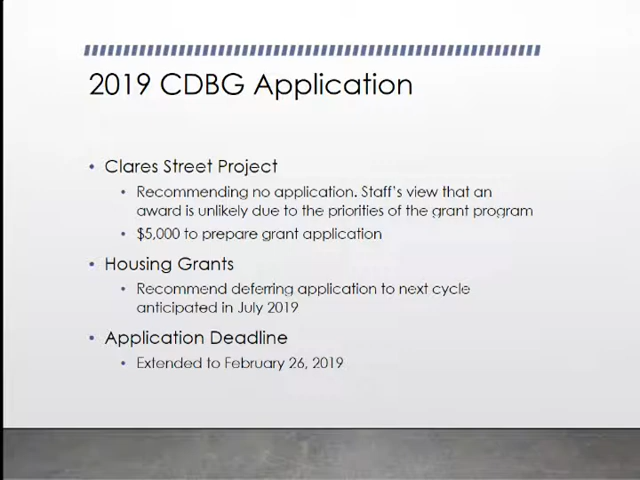 2019 CDBG Application
• Clares Street Project
• Recommending no application. Staff's view that an
award is unlikely due to the priorities of the grant program
• $5,000 to prepare grant application
• Housing Grants
• Recommend deferring application to next cycle
anticipated in July 2019
• Application Deadline
• Extended to February 26, 2019